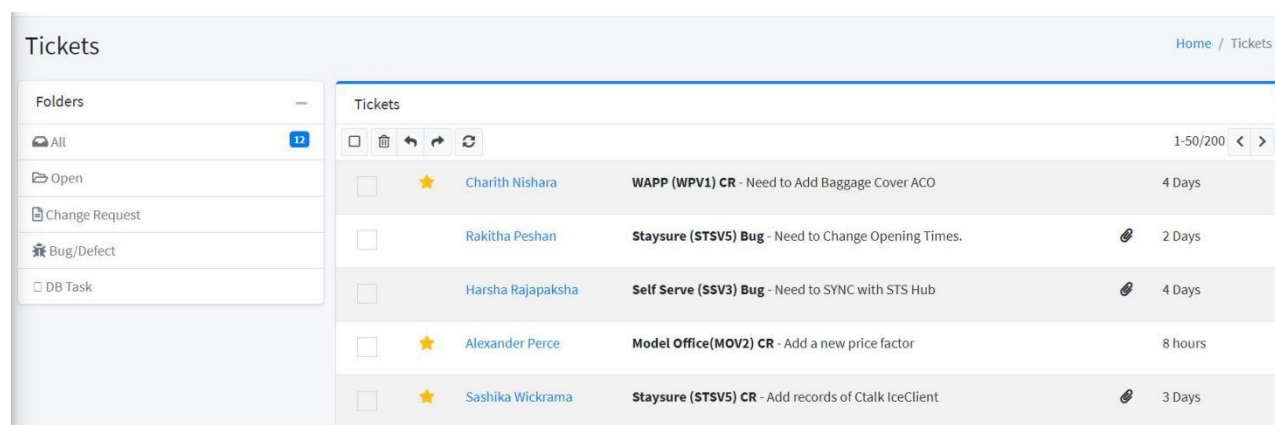 Tickets
Home / Tickets
Folders
All 12
Open
Change Request
Bug/Defect
DB Task
Tickets
1-50/200
Charith Nishara WAPP (WPV1) CR - Need to Add Baggage Cover ACO 4 Days
Rakitha Peshan Staysure (STSV5) Bug - Need to Change Opening Times. 2 Days
Harsha Rajapaksha Self Serve (SSV3) Bug - Need to SYNC with STS Hub 4 Days
Alexander Perce Model Office(MOV2) CR - Add a new price factor 8 hours
Sashika Wickrama Staysure (STSV5) CR - Add records of Ctalk IceClient 3 Days